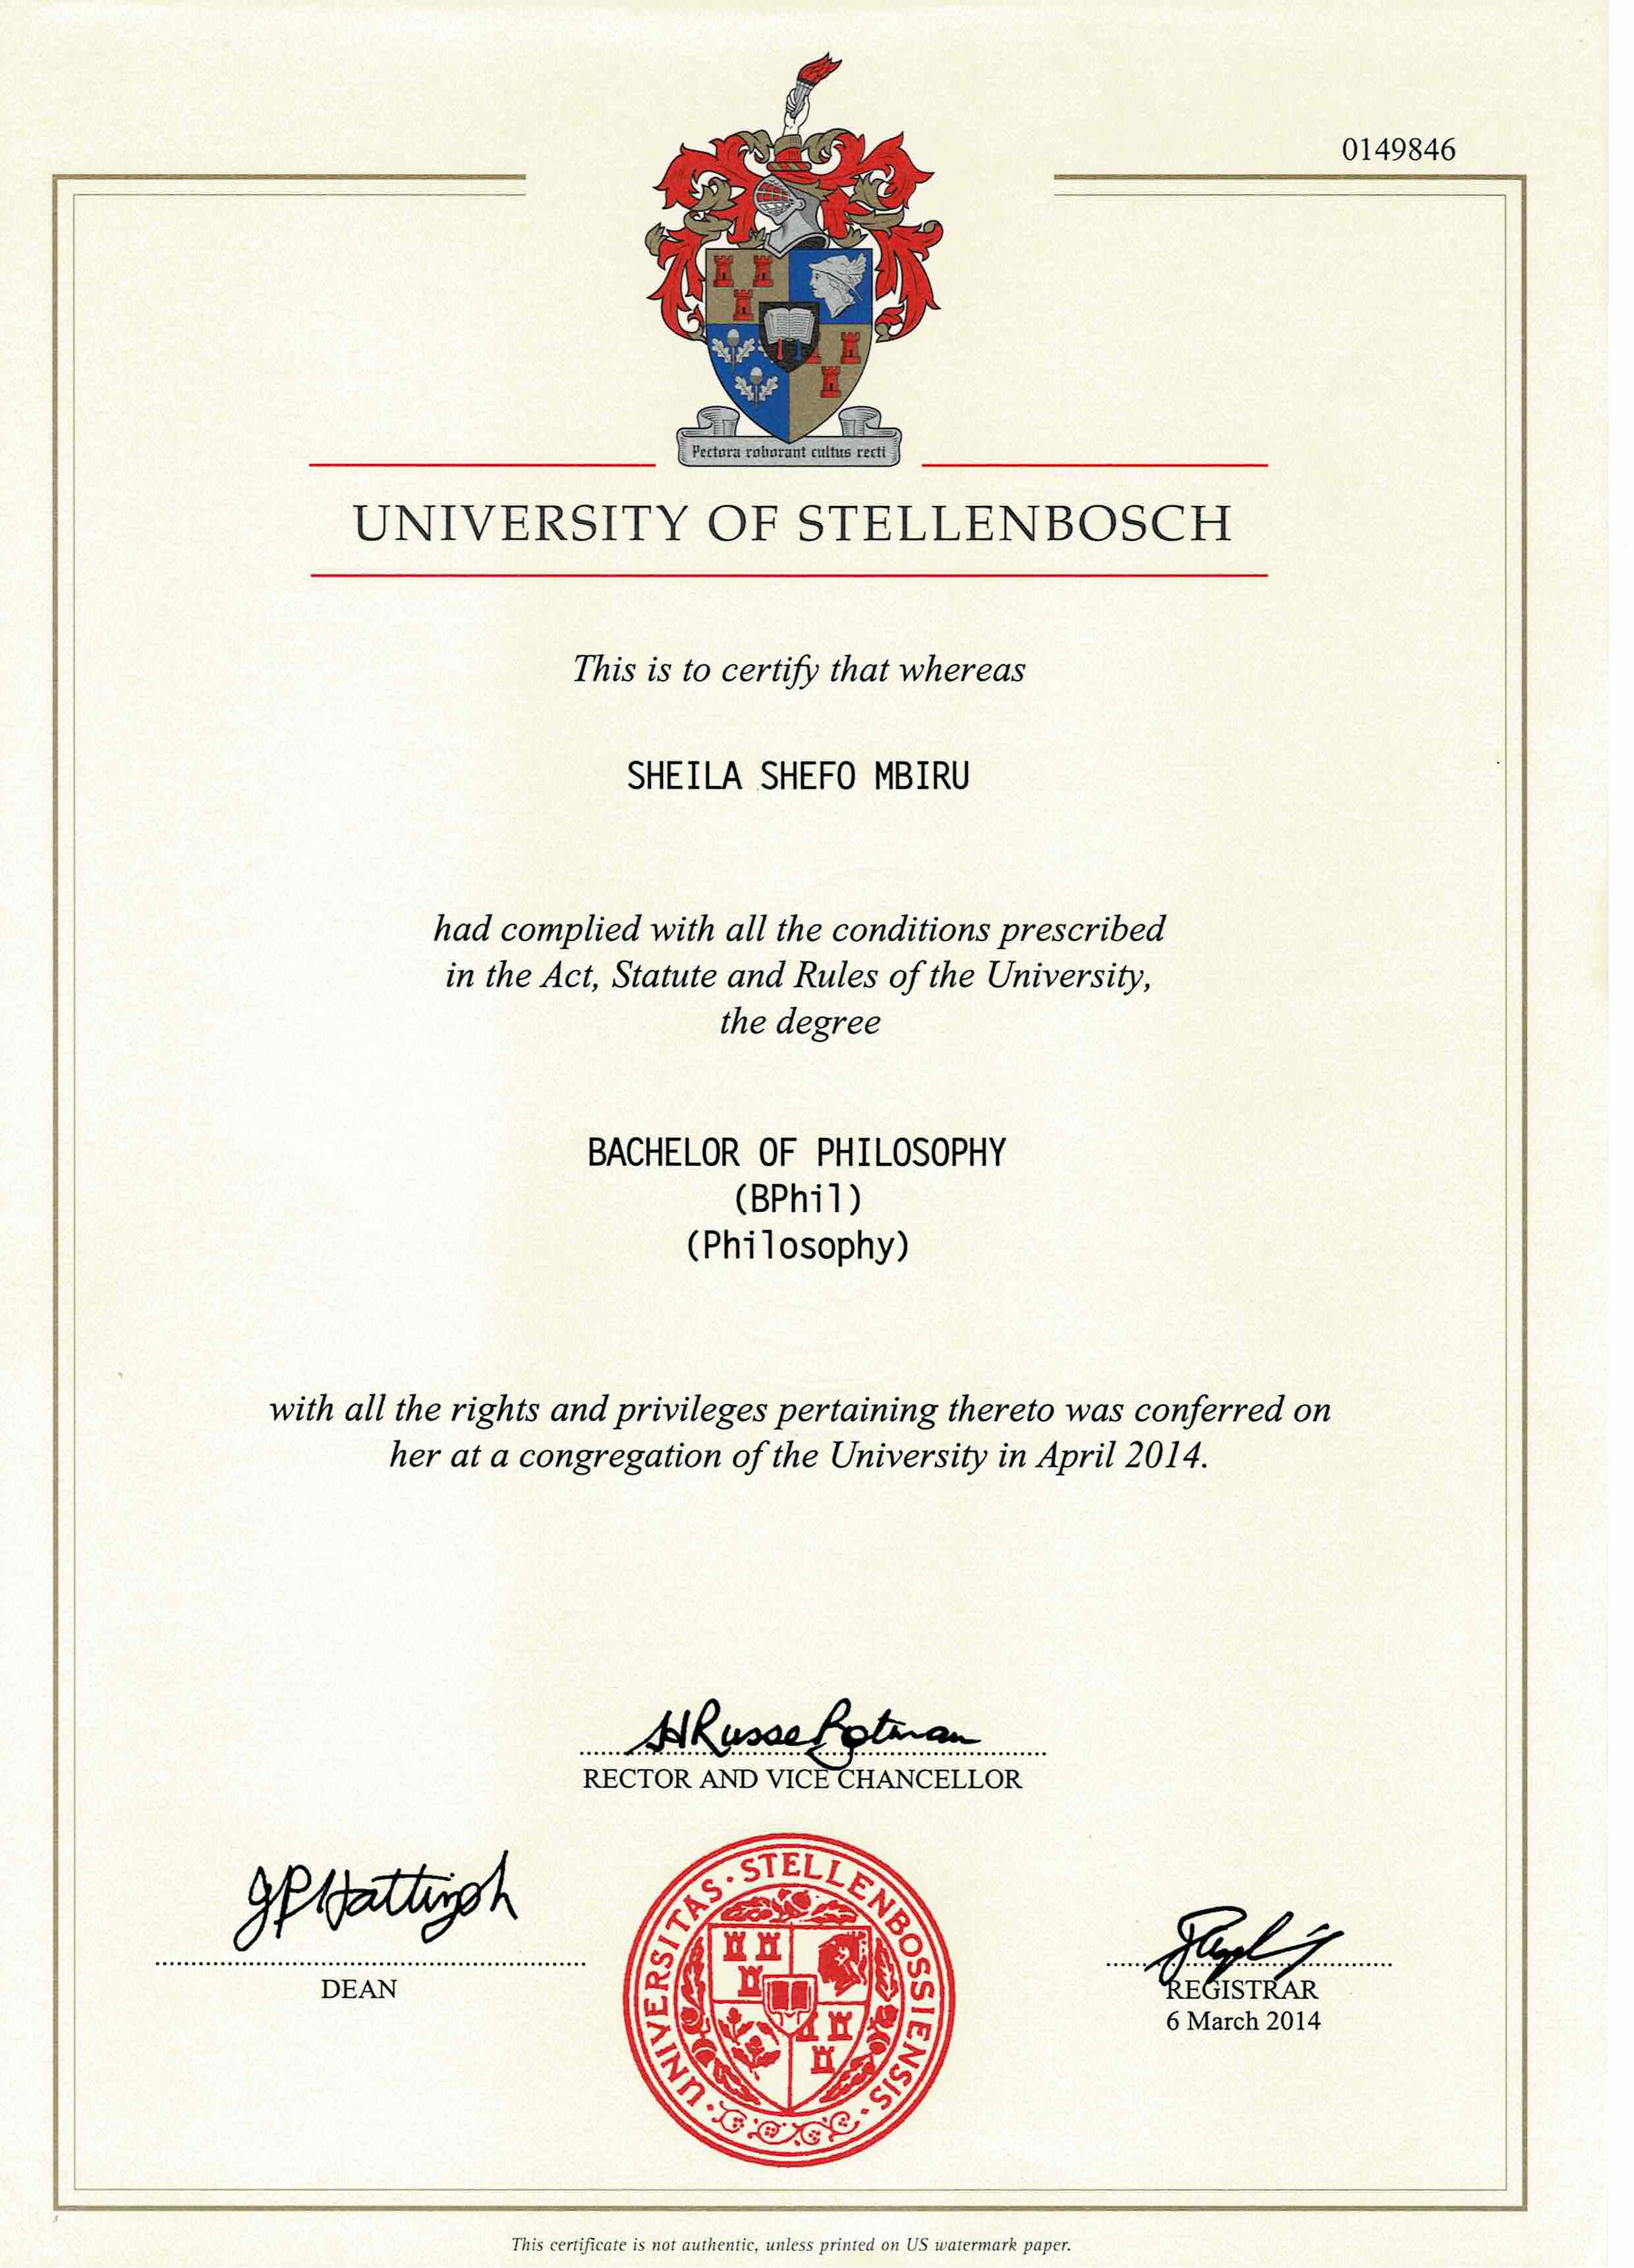 0149846
Pectora roborant cultus recti
UNIVERSITY OF STELLENBOSCH
This is to certify that whereas
SHEILA SHEFO MBIRU
had complied with all the conditions prescribed
in the Act, Statute and Rules of the University,
the degree
BACHELOR OF PHILOSOPHY
(BPhil)
(Philosophy)
with all the rights and privileges pertaining thereto was conferred on
her at a congregation of the University in April 2014.
HRussel Botman
RECTOR AND VICE CHANCELLOR
JPHattingh
DEAN
UNIVERSITAS · STELLENBOSSIENSIS ·
REGISTRAR
6 March 2014
This certificate is not authentic, unless printed on US watermark paper.